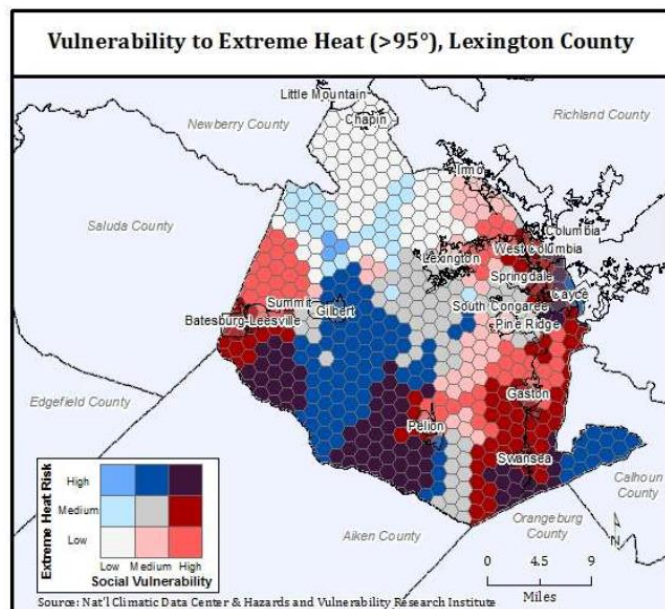 Vulnerability to Extreme Heat (>95°), Lexington County
Little Mountain
Chapin
Newberry County
Richland County
Irmo
Saluda County
Columbia
West Columbia
Lexington
Springdale
Cayce
Summit
Gilbert
South Congaree
Batesburg-Leesville
Pine Ridge
Edgefield County
Gaston
Pelion
Swansea
Calhoun
County
Orangeburg
County
Aiken County
N
Extreme Heat Risk
High
Medium
Low
Low Medium High
Social Vulnerability
0 4.5 9
Miles
Source: Nat'l Climatic Data Center & Hazards and Vulnerability Research Institute